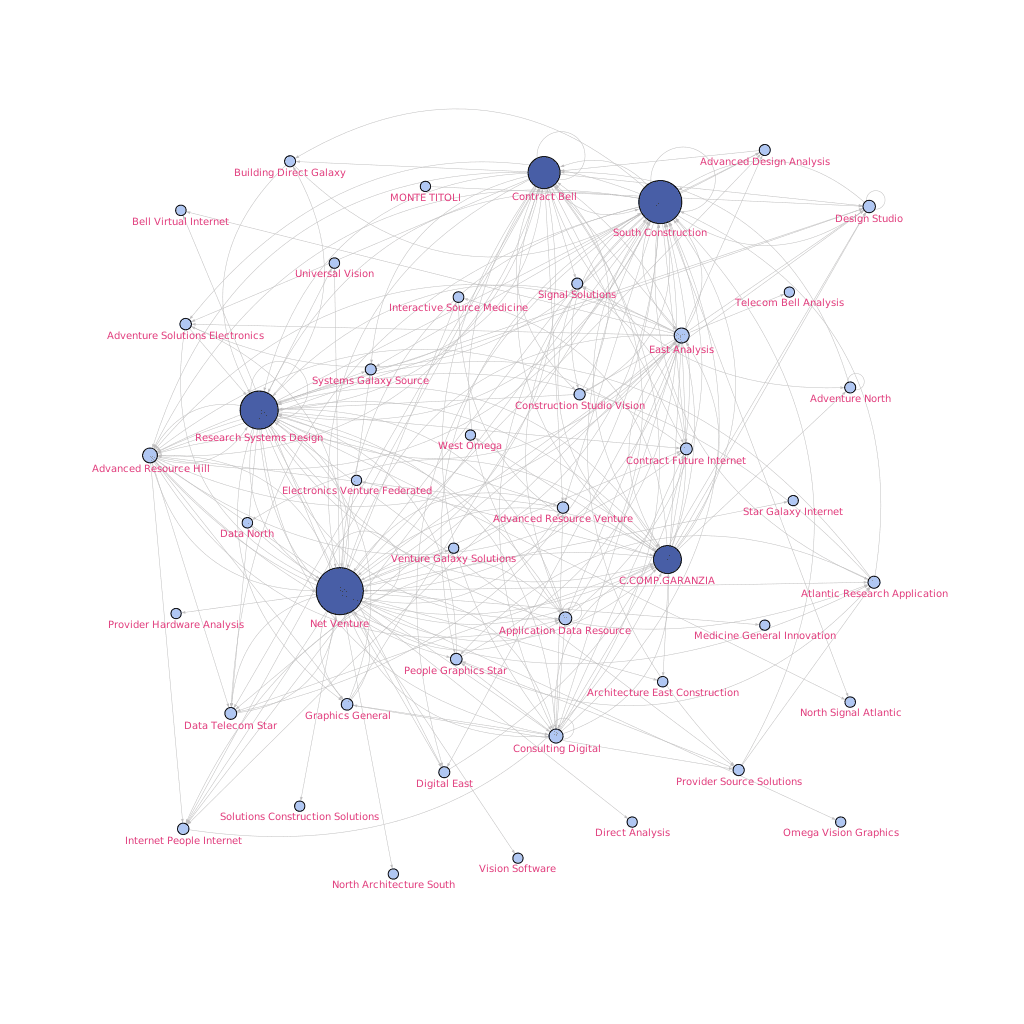 Advanced Design Analysis
Building Direct Galaxy
MONTE TITOLI
Contract Bell
Bell Virtual Internet
Design Studio
South Construction
Universal Vision
Signal Solutions
Interactive Source Medicine
Telecom Bell Analysis
Adventure Solutions Electronics
East Analysis
Systems Galaxy Source
Adventure North
Construction Studio Vision
Research Systems Design
West Omega
Advanced Resource Hill
Contract Future Internet
Electronics Venture Federated
Star Galaxy Internet
Advanced Resource Venture
Data North
Venture Galaxy Solutions
C.COMP.GARANZIA
Atlantic Research Application
Provider Hardware Analysis
Net Venture
Application Data Resource
Medicine General Innovation
People Graphics Star
Architecture East Construction
North Signal Atlantic
Graphics General
Data Telecom Star
Consulting Digital
Provider Source Solutions
Digital East
Solutions Construction Solutions
Direct Analysis
Omega Vision Graphics
Internet People Internet
Vision Software
North Architecture South